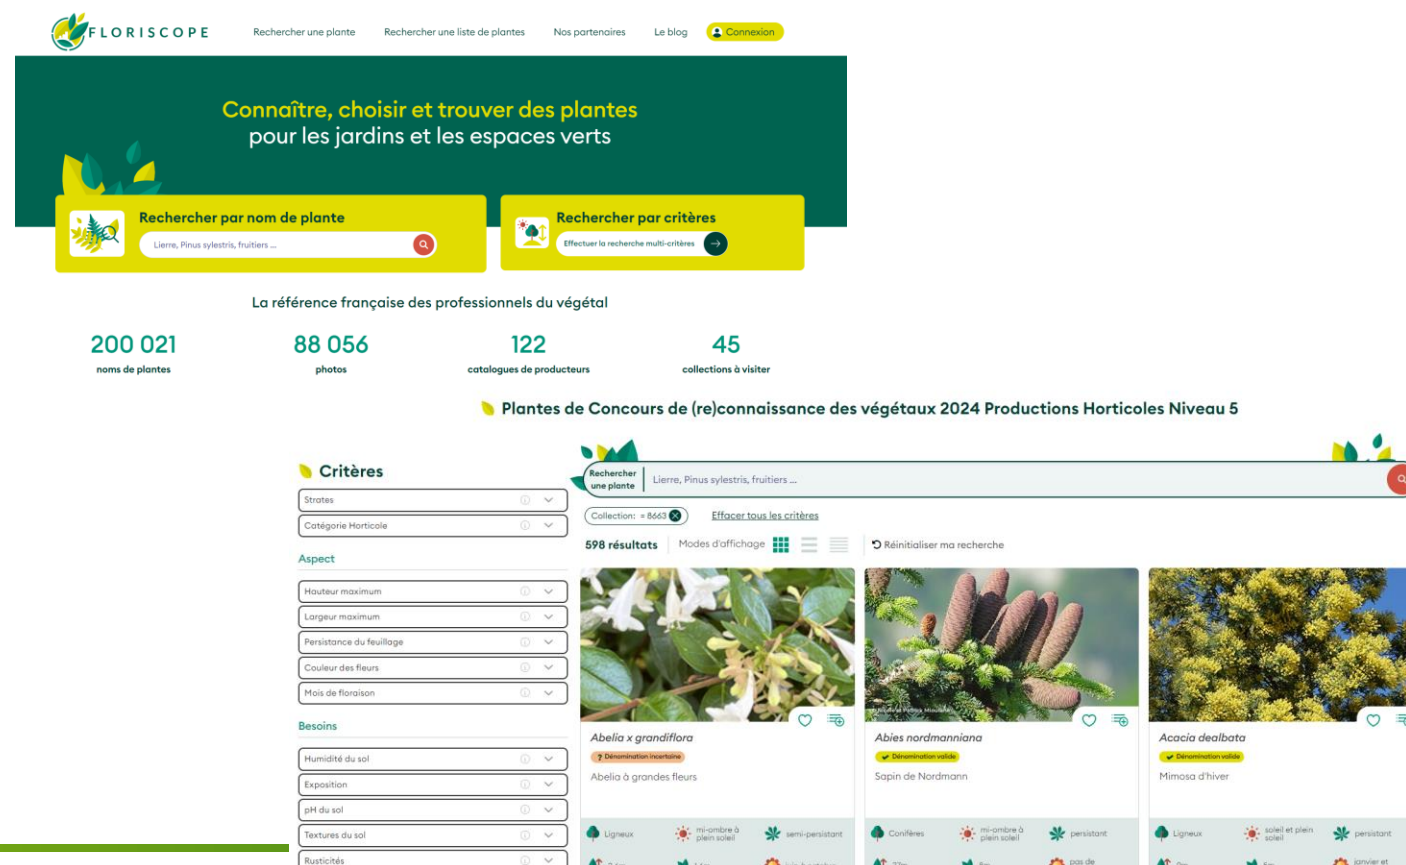 FLORISCOPE
Rechercher une plante
Rechercher une liste de plantes
Nos partenaires
Le blog
Connexion
Connaître, choisir et trouver des plantes
pour les jardins et les espaces verts
Rechercher par nom de plante
Lierre, Pinus sylestris, fruitiers ...
Rechercher par critères
Effectuer la recherche multi-critères
La référence française des professionnels du végétal
200 021
noms de plantes
88 056
photos
122
catalogues de producteurs
45
collections à visiter
Plantes de Concours de (re)connaissance des végétaux 2024 Productions Horticoles Niveau 5
Critères
Strates
Catégorie Horticole
Aspect
Hauteur maximum
Largeur maximum
Persistance du feuillage
Couleur des fleurs
Mois de floraison
Besoins
Humidité du sol
Exposition
pH du sol
Textures du sol
Rusticités
Rechercher
une plante
Lierre, Pinus sylestris, fruitiers ...
Collection: = 8663
Effacer tous les critères
598 résultats
Modes d'affichage
Réinitialiser ma recherche
Abelia x grandiflora
? Dénomination incertaine
Abelia à grandes fleurs
Ligneux
mi-ombre à
plein soleil
semi-persistant
Abies nordmanniana
Dénomination valide
Sapin de Nordmann
Conifères
mi-ombre à
plein soleil
persistant
pas de
Acacia dealbata
Dénomination valide
Mimosa d'hiver
Ligneux
soleil et plein
soleil
persistant
janvier et